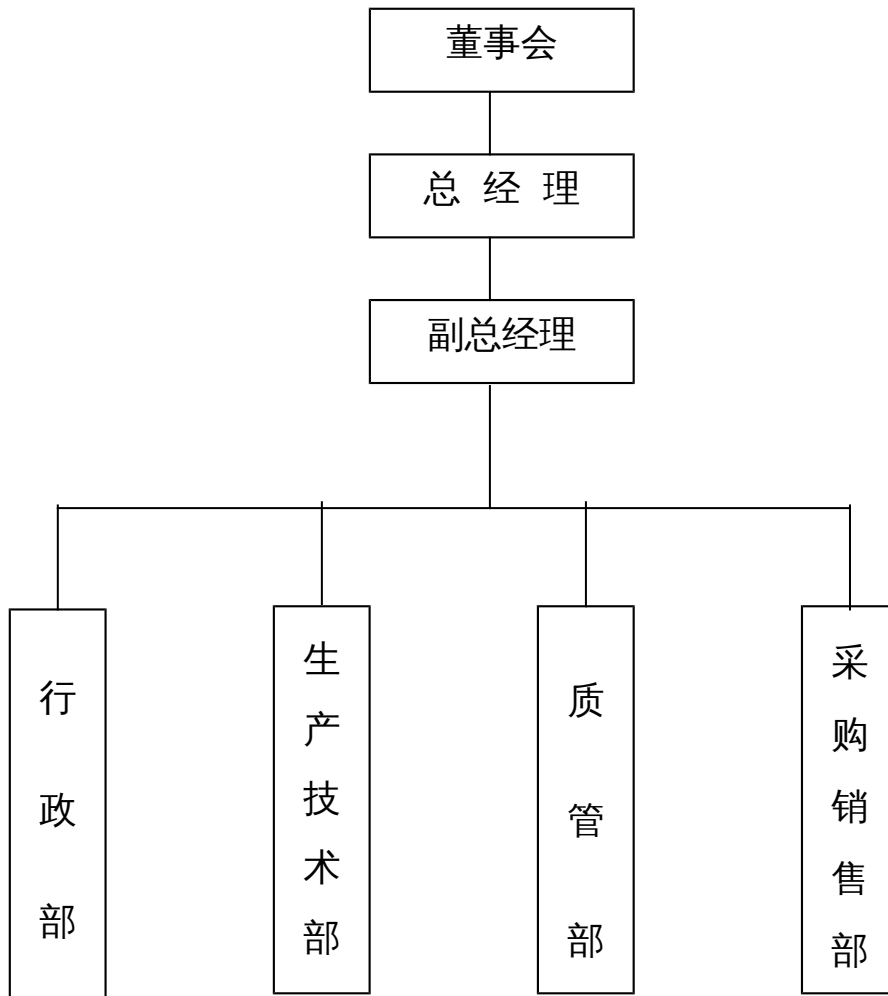 董事会
总 经 理
副总经理
行政部
生产技术部
质管部
采购销售部